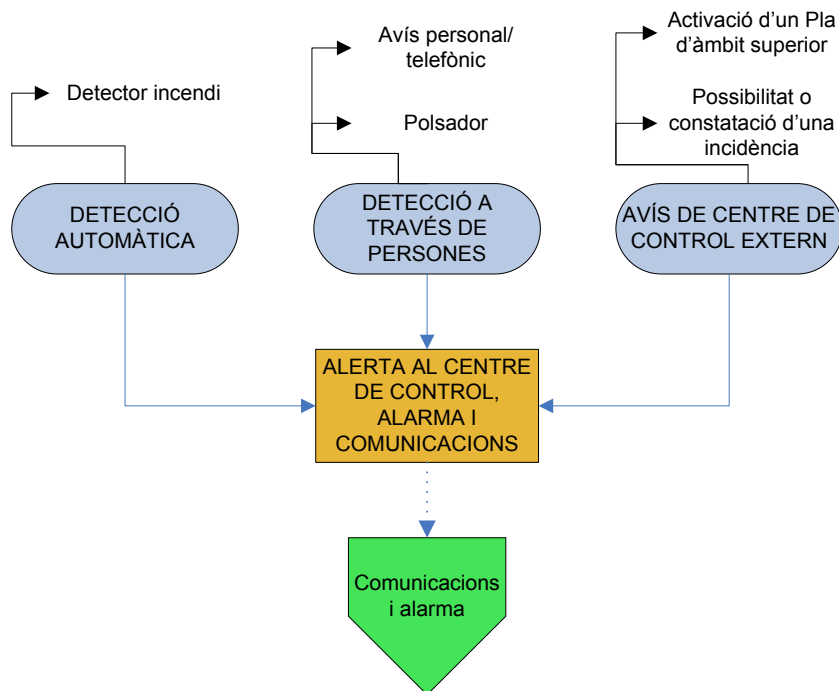 Detector incendi
Avís personal/
telefònic
Polsador
Activació d'un Pla
d'àmbit superior
Possibilitat o
constatació d'una
incidència
DETECCIÓ
AUTOMÀTICA
DETECCIÓ A
TRAVÉS DE
PERSONES
AVÍS DE CENTRE DE
CONTROL EXTERN
ALERTA AL CENTRE
DE CONTROL,
ALARMA I
COMUNICACIONS
Comunicacions
i alarma